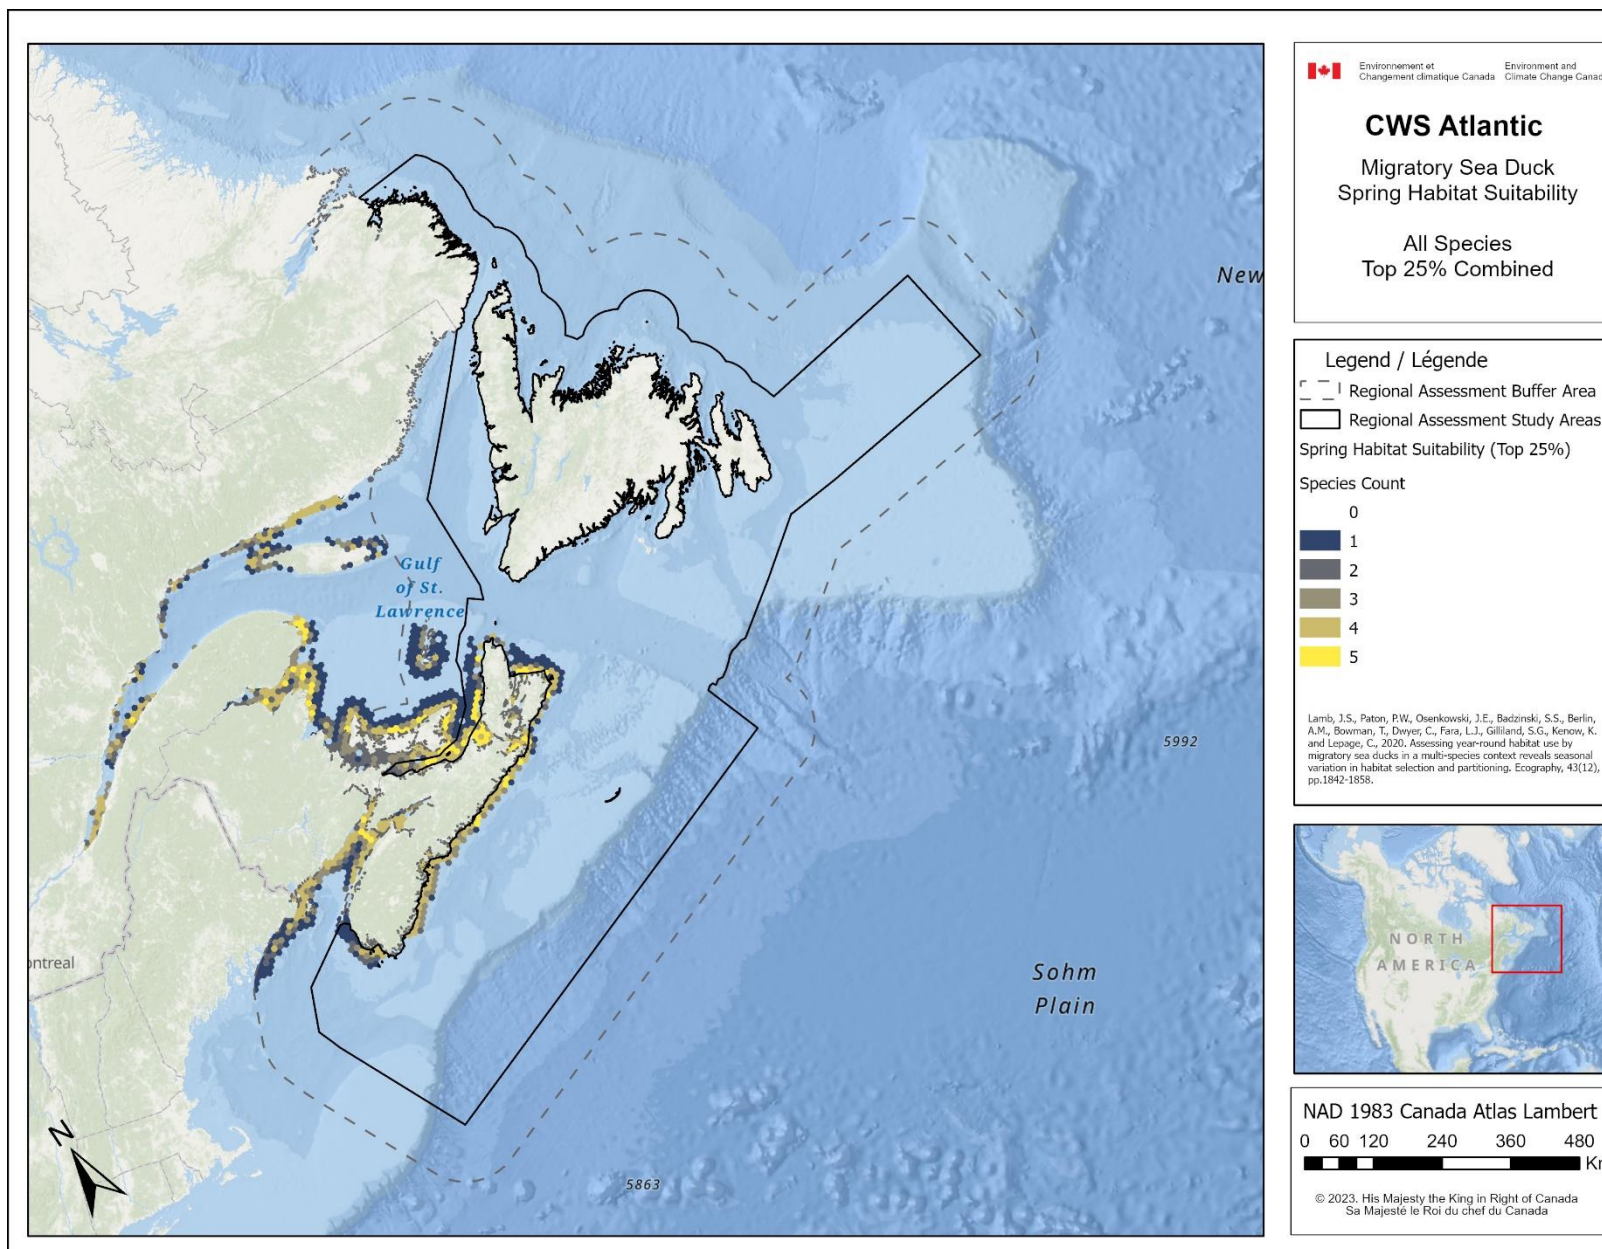 Environnement et
Changement climatique Canada
Environment and
Climate Change Canad
CWS Atlantic
Migratory Sea Duck
Spring Habitat Suitability
All Species
Top 25% Combined
Legend / Légende
Regional Assessment Buffer Area
Regional Assessment Study Areas
Spring Habitat Suitability (Top 25%)
Species Count
0
1
2
3
4
5
Lamb, J.S., Paton, P.W., Osenkowski, J.E., Badzinski, S.S., Berlin,
A.M., Bowman, T., Dwyer, C., Fara, L.J., Gilliland, S.G., Kenow, K.
and Lepage, C., 2020. Assessing year-round habitat use by
migratory sea ducks in a multi-species context reveals seasonal
variation in habitat selection and partitioning. Ecography, 43(12),
pp.1842-1858.
NORTH
AMERICA
NAD 1983 Canada Atlas Lambert
0 60 120 240 360 480
Km
© 2023. His Majesty the King in Right of Canada
Sa Majesté le Roi du chef du Canada
New
Gulf
of St.
Lawrence
5992
Sohm
Plain
5863
ontreal
N